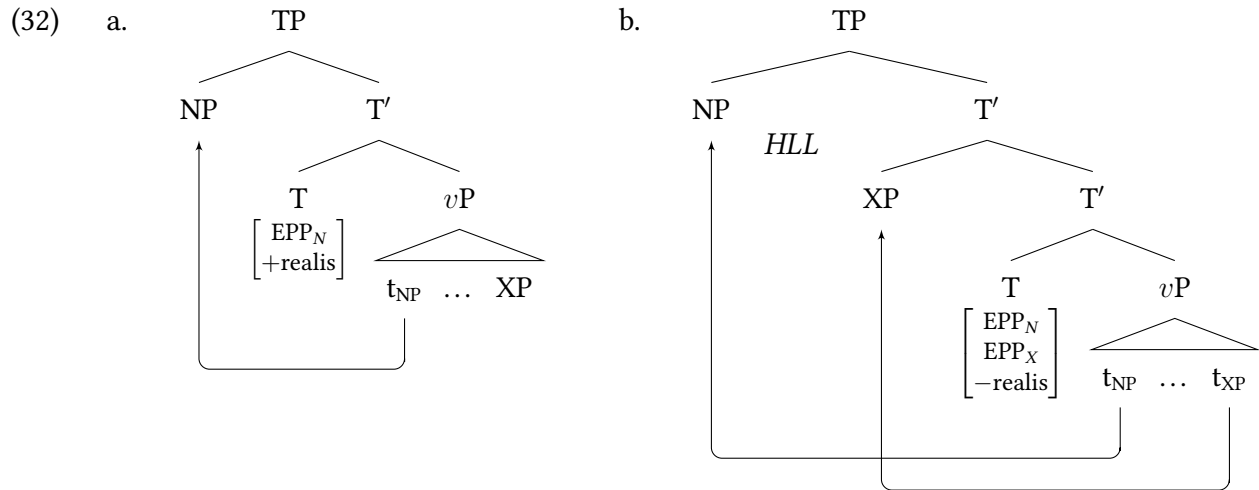 (32) a. TP b. TP
NP T′ NP T′
HLL
T vP XP T′
[EPP_N
+realis]
t_NP … XP T vP
[EPP_N
EPP_X
−realis]
t_NP … t_XP